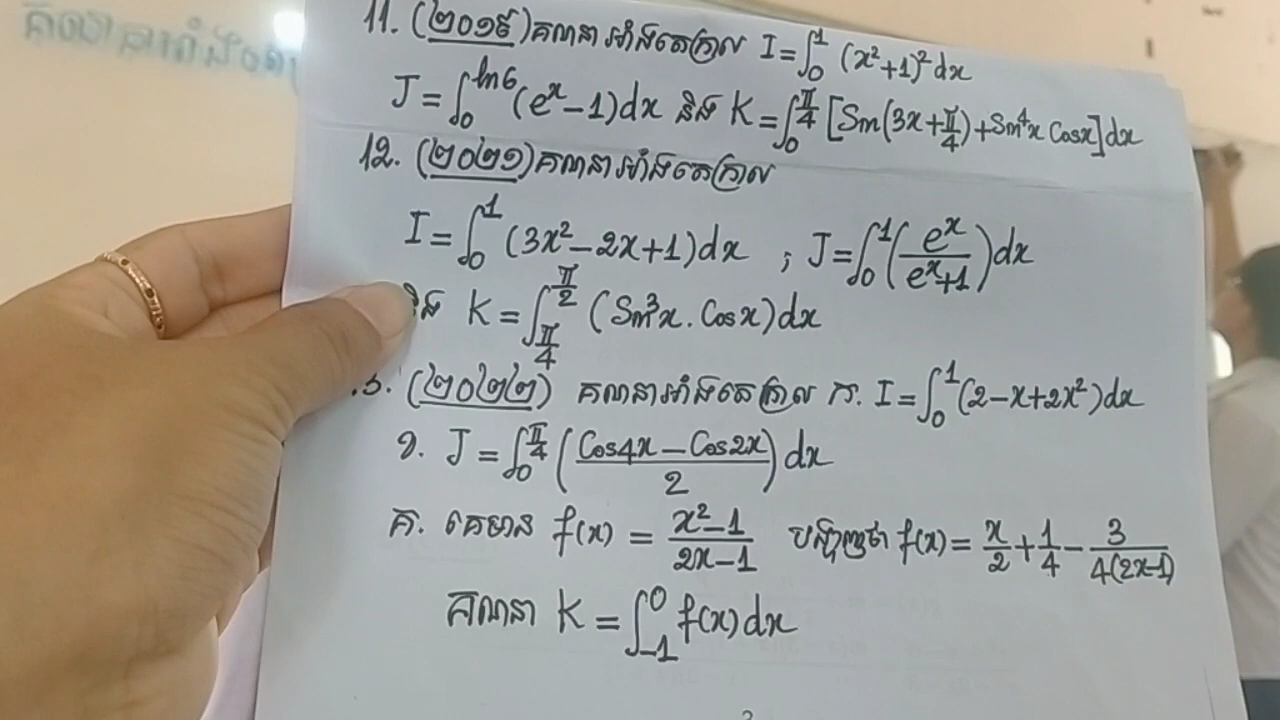 11. (២០១៩) គណនាអាំងតេក្រាល I = ∫₀¹ (x²+1)² dx
J = ∫₀^{ln6} (eˣ − 1)dx និង K = ∫₀^{π/4} [Sin(3x + π/4) + Sin⁴x Cosx]dx
12. (២០២១) គណនាអាំងតេក្រាល
I = ∫₀¹ (3x² − 2x + 1)dx ; J = ∫₀¹ (eˣ/(eˣ+1))dx
និង K = ∫_{π/4}^{π/2} (Sin³x . Cosx)dx
3. (២០២២) គណនាអាំងតេក្រាល ក. I = ∫₀¹ (2 − x + 2x²)dx
ខ. J = ∫₀^{π/4} ((Cos4x − Cos2x)/2) dx
គ. គេមាន f(x) = (x² − 1)/(2x − 1) បង្ហាញថា f(x) = x/2 + 1/4 − 3/(4(2x−1))
គណនា K = ∫₋₁⁰ f(x)dx